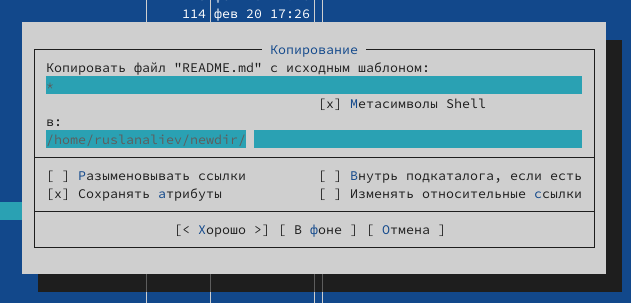 114 фев 20 17:26
Копирование
Копировать файл "README.md" с исходным шаблоном:
*
[x] Метасимволы Shell
в:
/home/ruslanaliev/newdir/
[ ] Разыменовывать ссылки [ ] Внутрь подкаталога, если есть
[x] Сохранять атрибуты [ ] Изменять относительные ссылки
[< Хорошо >] [ В фоне ] [ Отмена ]